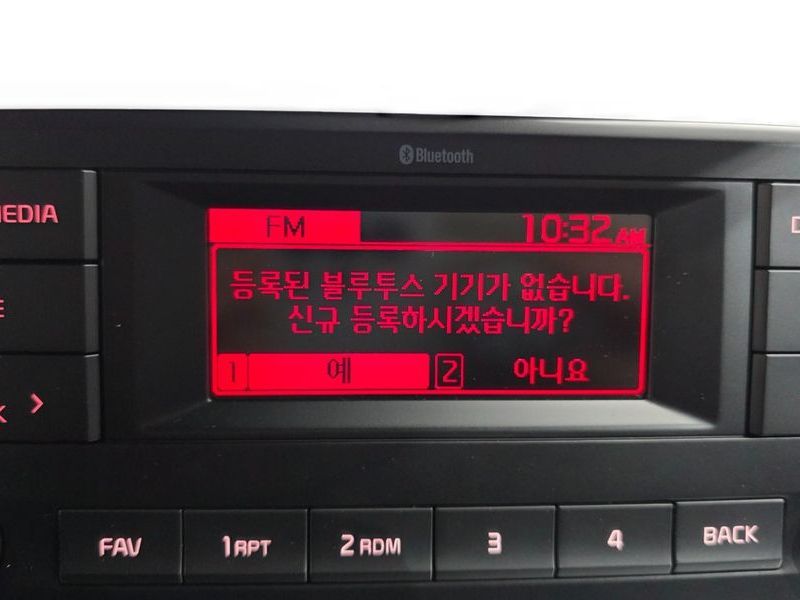 Bluetooth
MEDIA
FM 10:32 AM
등록된 블루투스 기기가 없습니다.
신규 등록하시겠습니까?
1 예 2 아니요
FAV 1 RPT 2 RDM 3 4 BACK